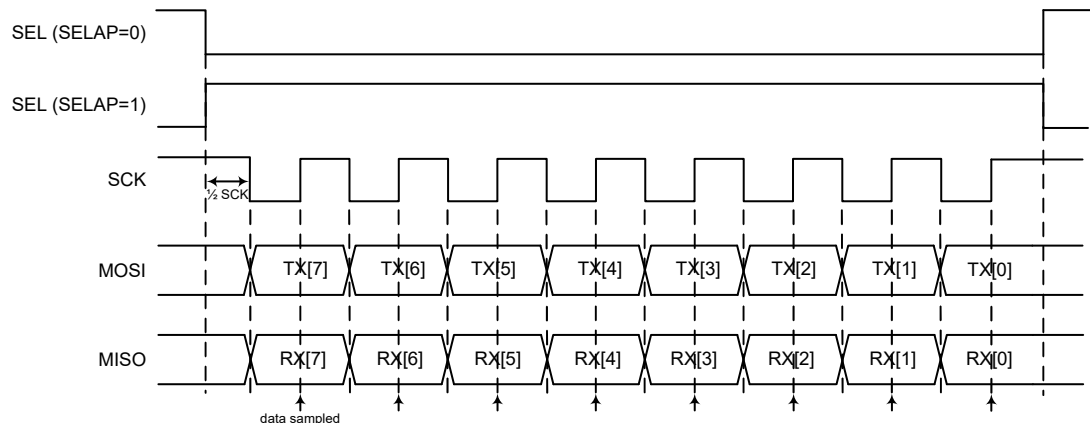 SEL (SELAP=0)
SEL (SELAP=1)
SCK
½ SCK
MOSI TX[7] TX[6] TX[5] TX[4] TX[3] TX[2] TX[1] TX[0]
MISO RX[7] RX[6] RX[5] RX[4] RX[3] RX[2] RX[1] RX[0]
data sampled